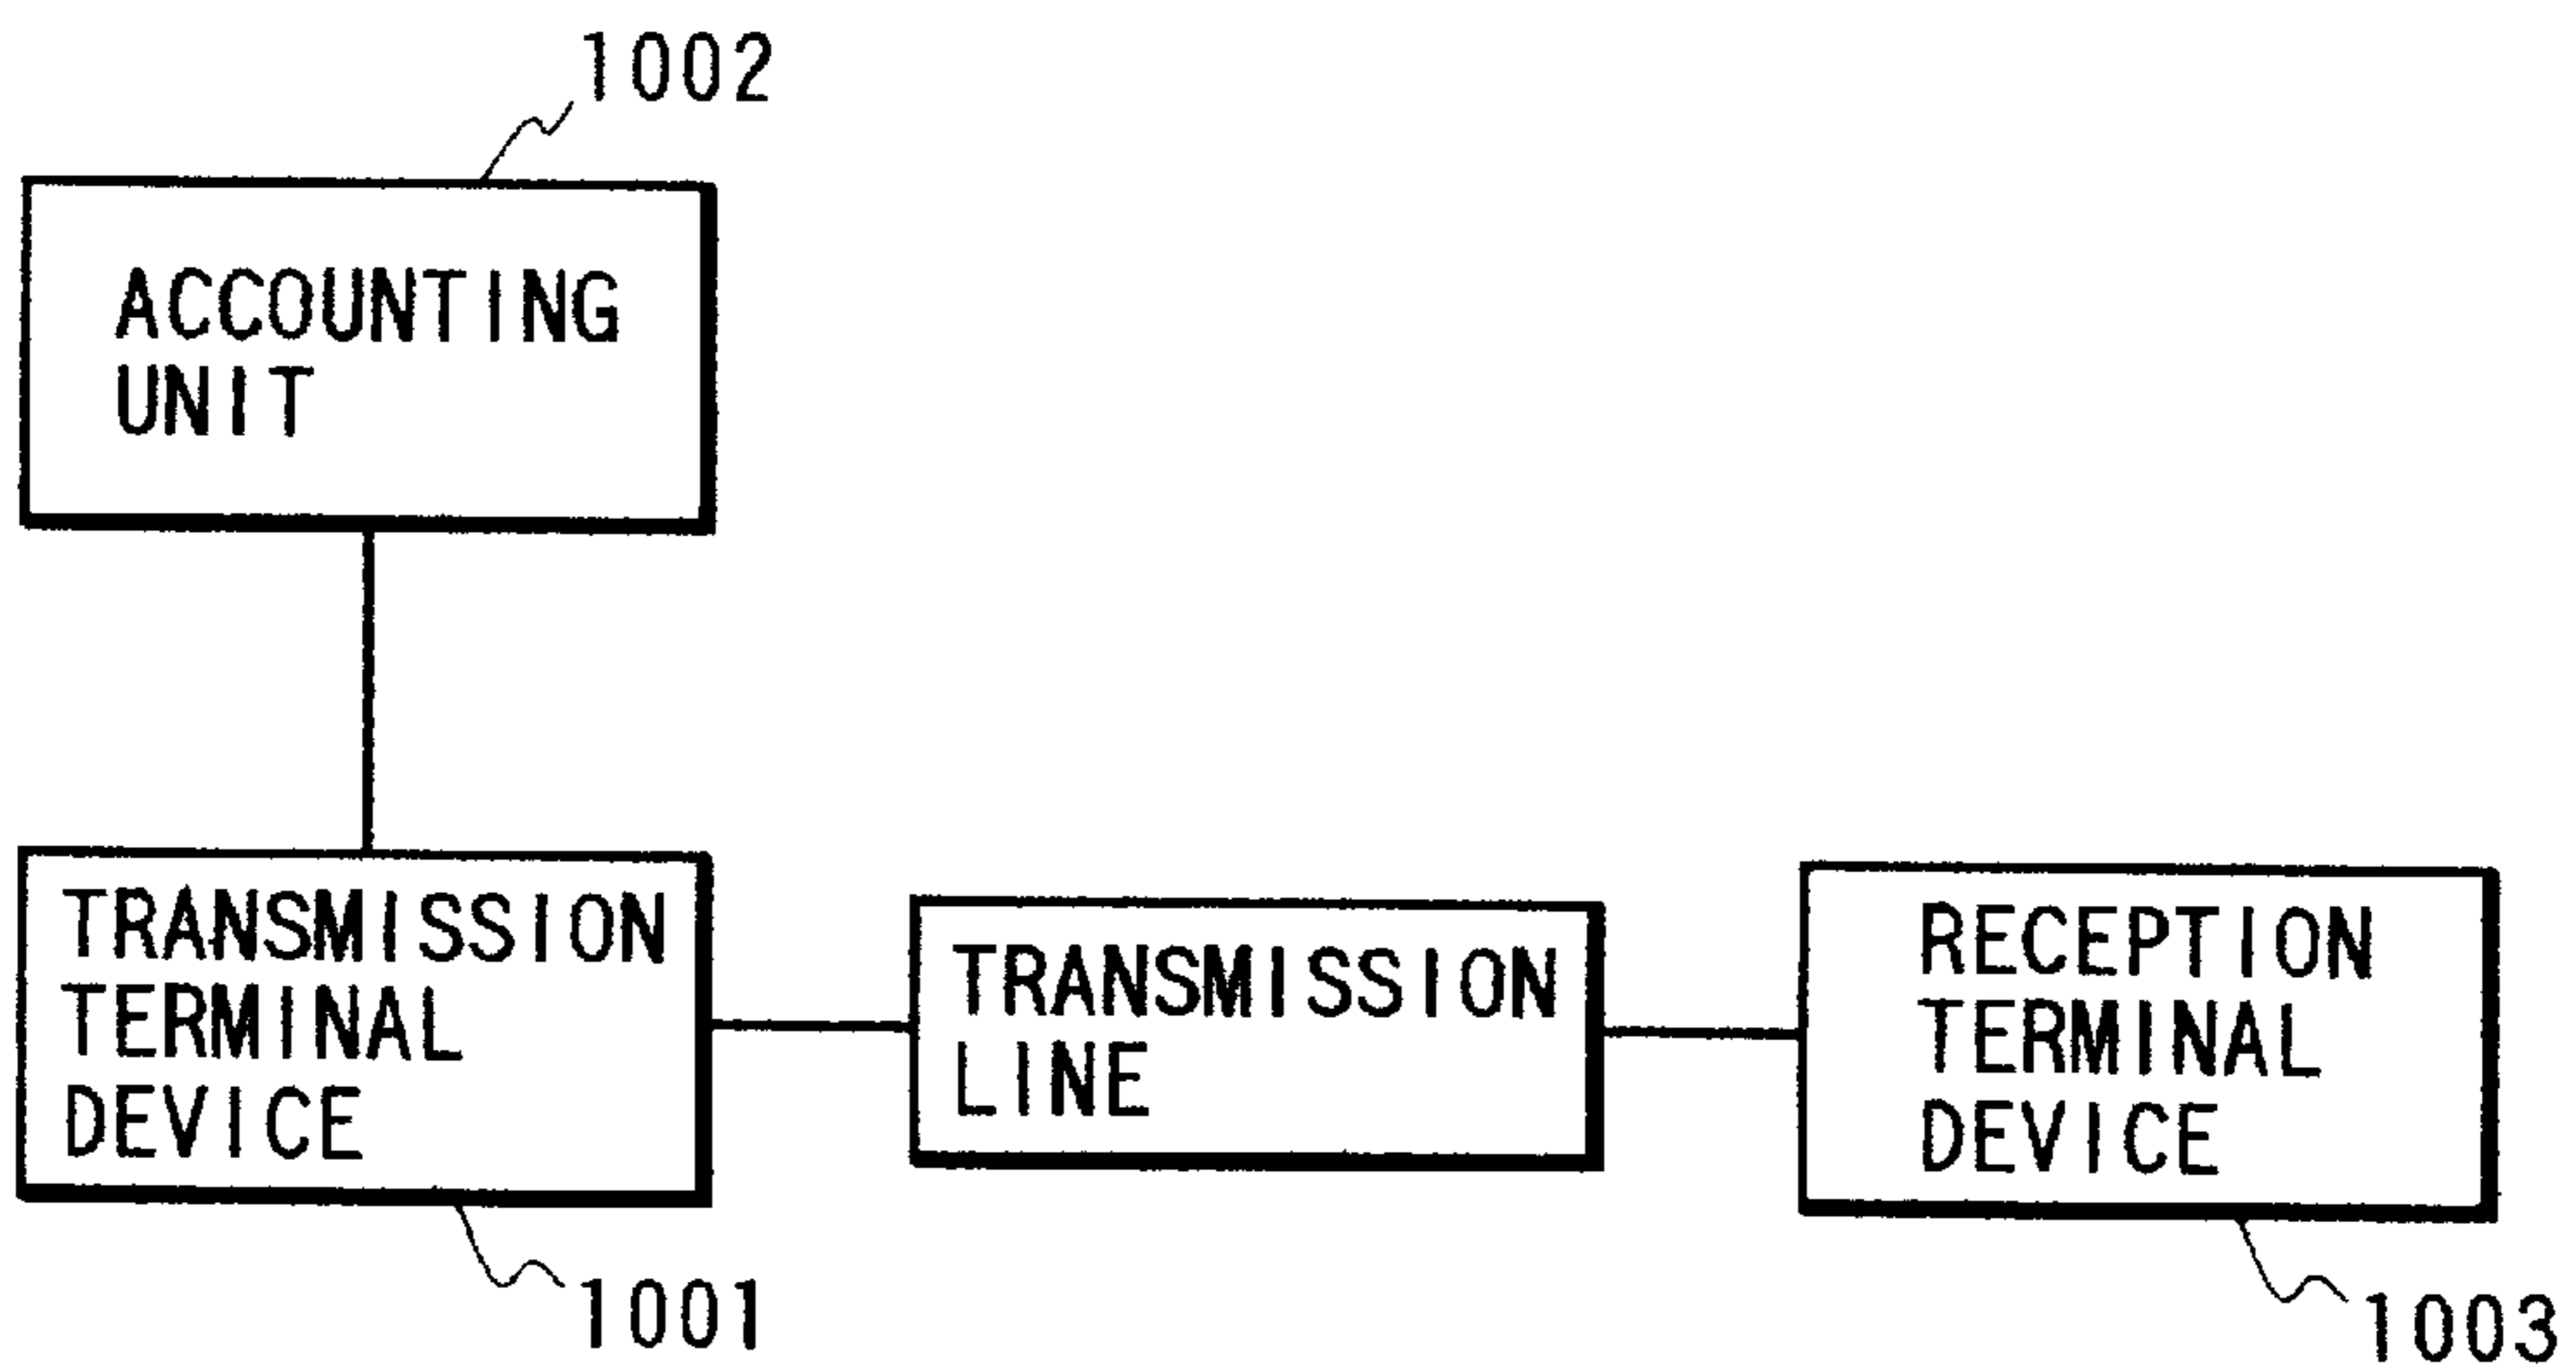 1002
ACCOUNTING
UNIT
TRANSMISSION
TERMINAL
DEVICE
TRANSMISSION
LINE
RECEPTION
TERMINAL
DEVICE
1001
1003